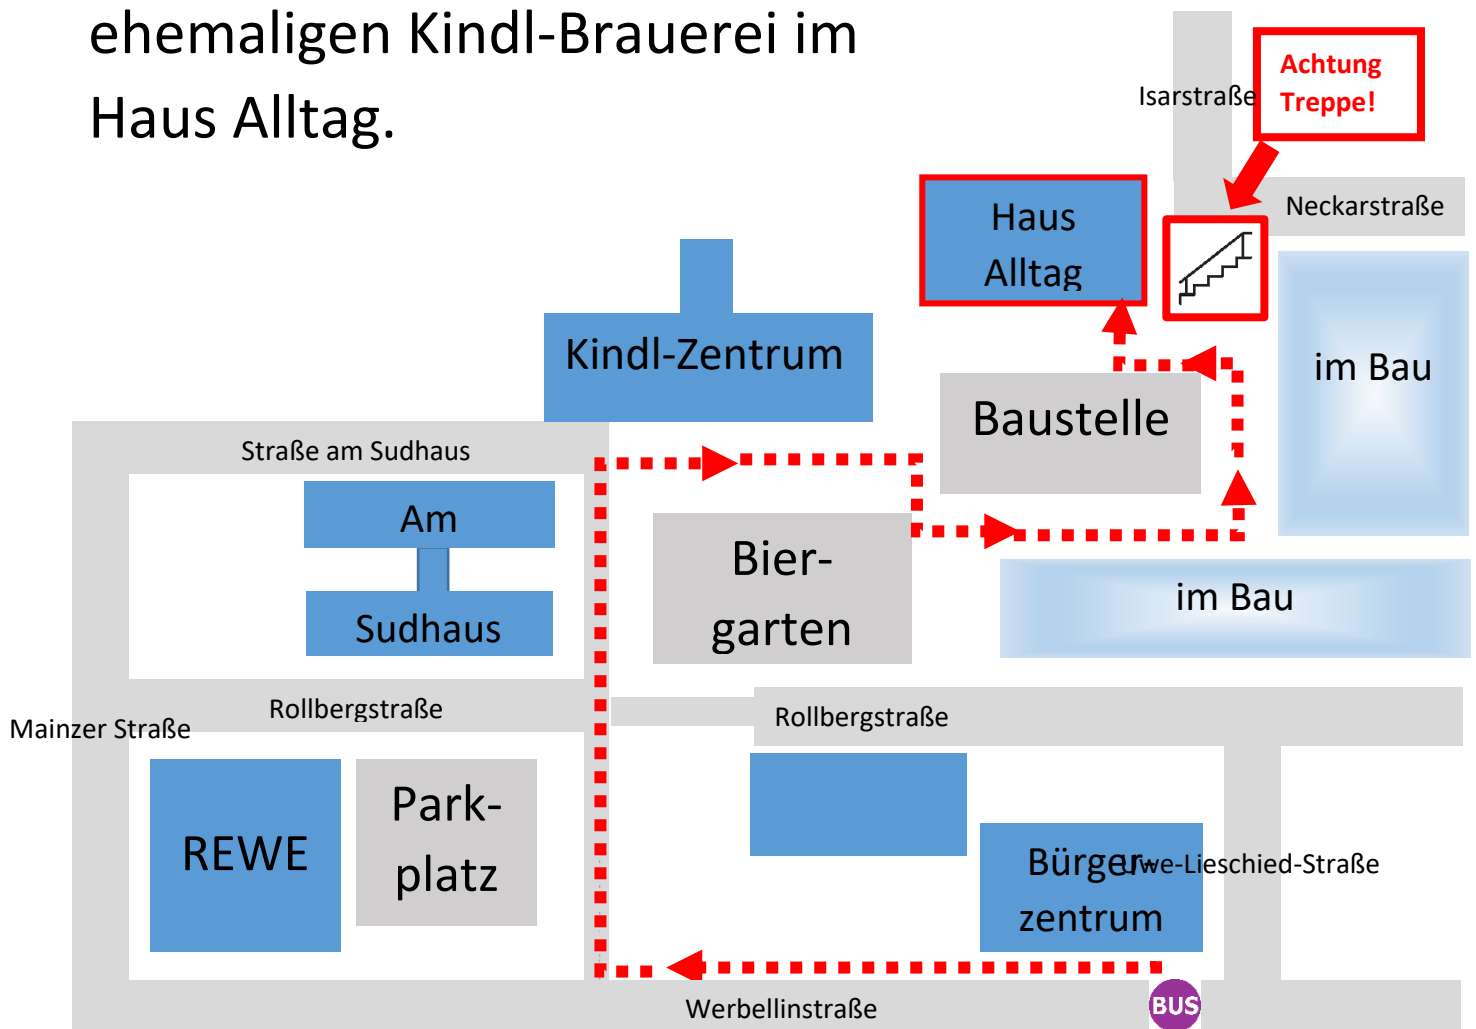 ehemaligen Kindl-Brauerei im
Haus Alltag.
Achtung
Treppe!
Isarstraße
Neckarstraße
Haus
Alltag
Kindl-Zentrum
im Bau
Baustelle
Straße am Sudhaus
Am
Sudhaus
Bier-
garten
im Bau
Rollbergstraße
Rollbergstraße
Mainzer Straße
REWE
Park-
platz
Bürger-
zentrum
Uwe-Lieschied-Straße
Werbellinstraße
BUS